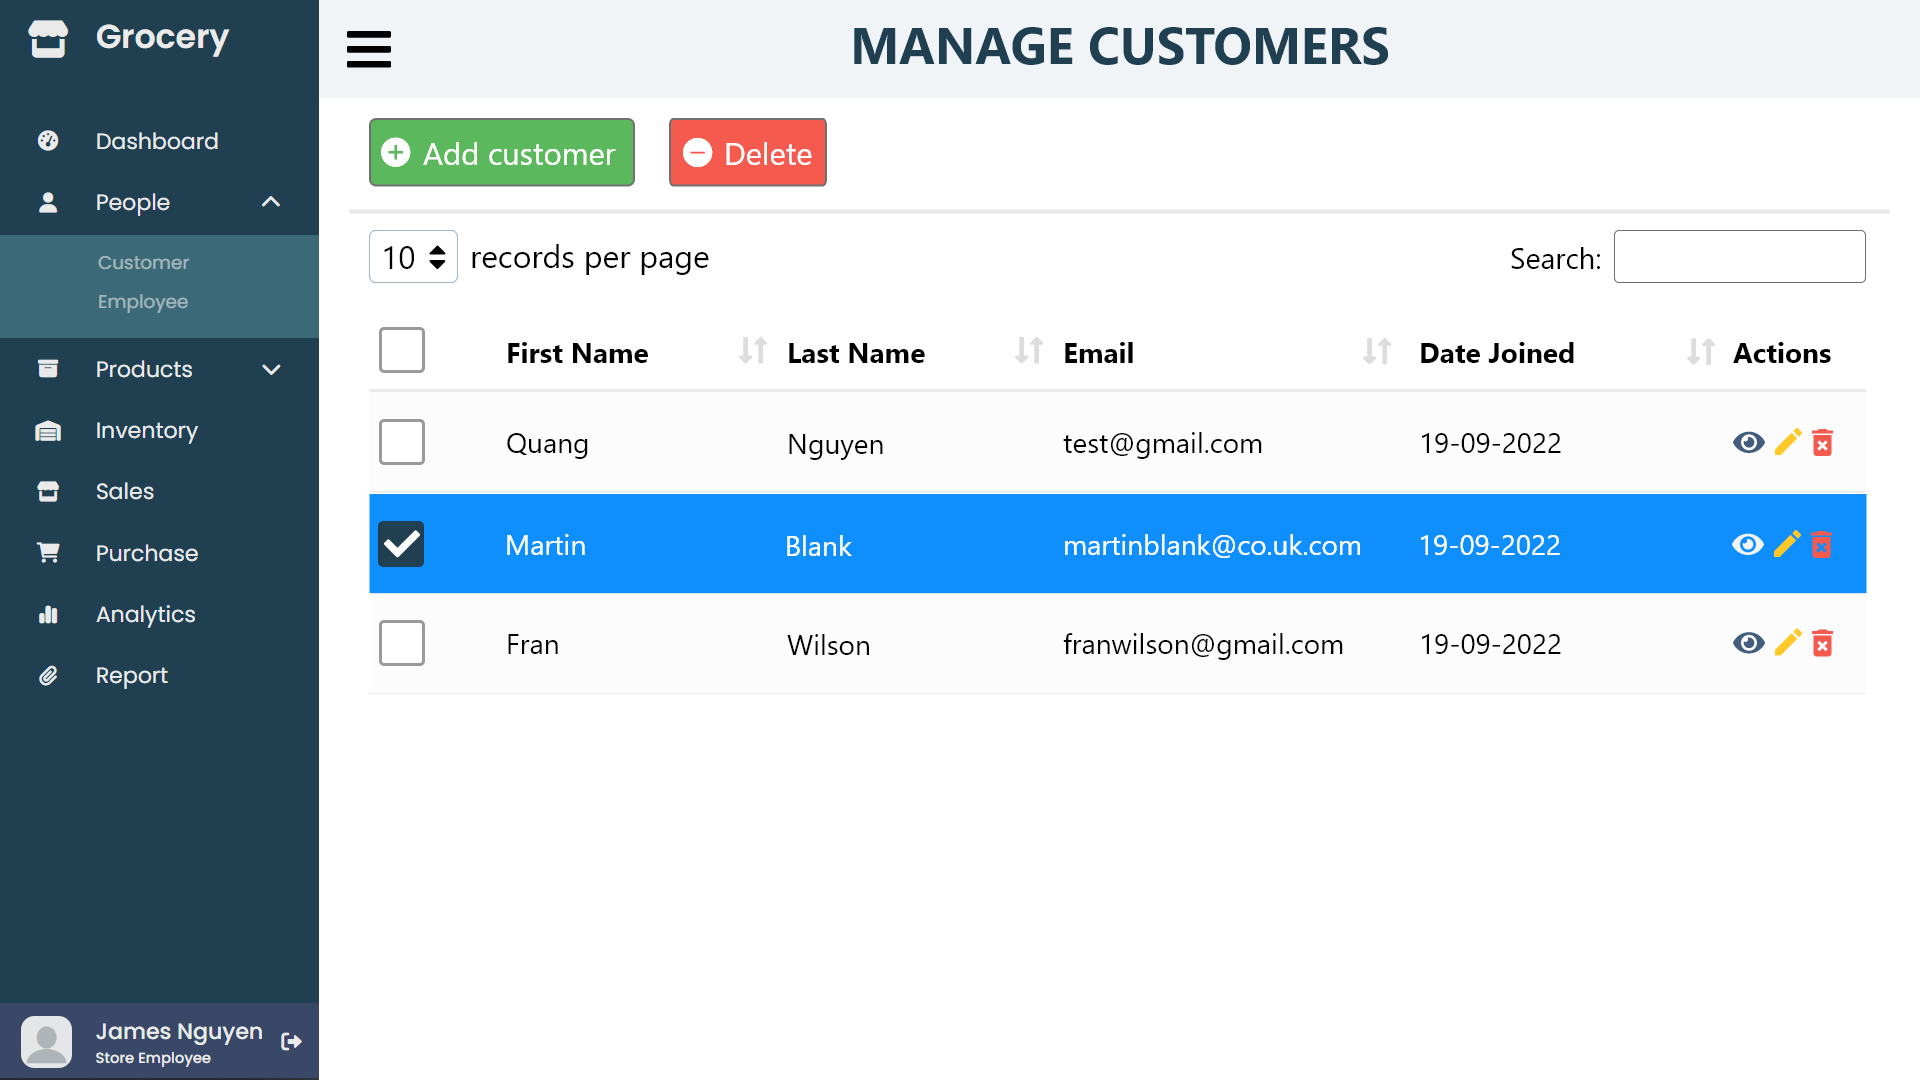 Grocery
MANAGE CUSTOMERS
Dashboard
People
Customer
Employee
Products
Inventory
Sales
Purchase
Analytics
Report
James Nguyen
Store Employee
Add customer
Delete
10 records per page
Search:
First Name Last Name Email Date Joined Actions
Quang Nguyen test@gmail.com 19-09-2022
Martin Blank martinblank@co.uk.com 19-09-2022
Fran Wilson franwilson@gmail.com 19-09-2022